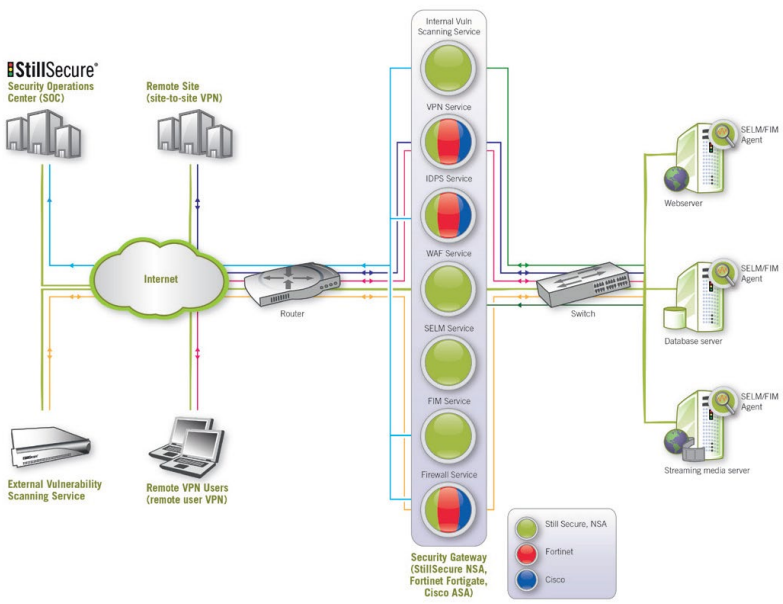 StillSecure®
Security Operations
Center (SOC)
Remote Site
(site-to-site VPN)
Internet
Router
External Vulnerability
Scanning Service
Remote VPN Users
(remote user VPN)
Internal Vuln
Scanning Service
VPN Service
IDPS Service
WAF Service
SELM Service
FIM Service
Firewall Service
Security Gateway
(StillSecure NSA,
Fortinet Fortigate,
Cisco ASA)
Switch
SELM/FIM
Agent
Webserver
SELM/FIM
Agent
Database server
SELM/FIM
Agent
Streaming media server
Still Secure, NSA
Fortinet
Cisco